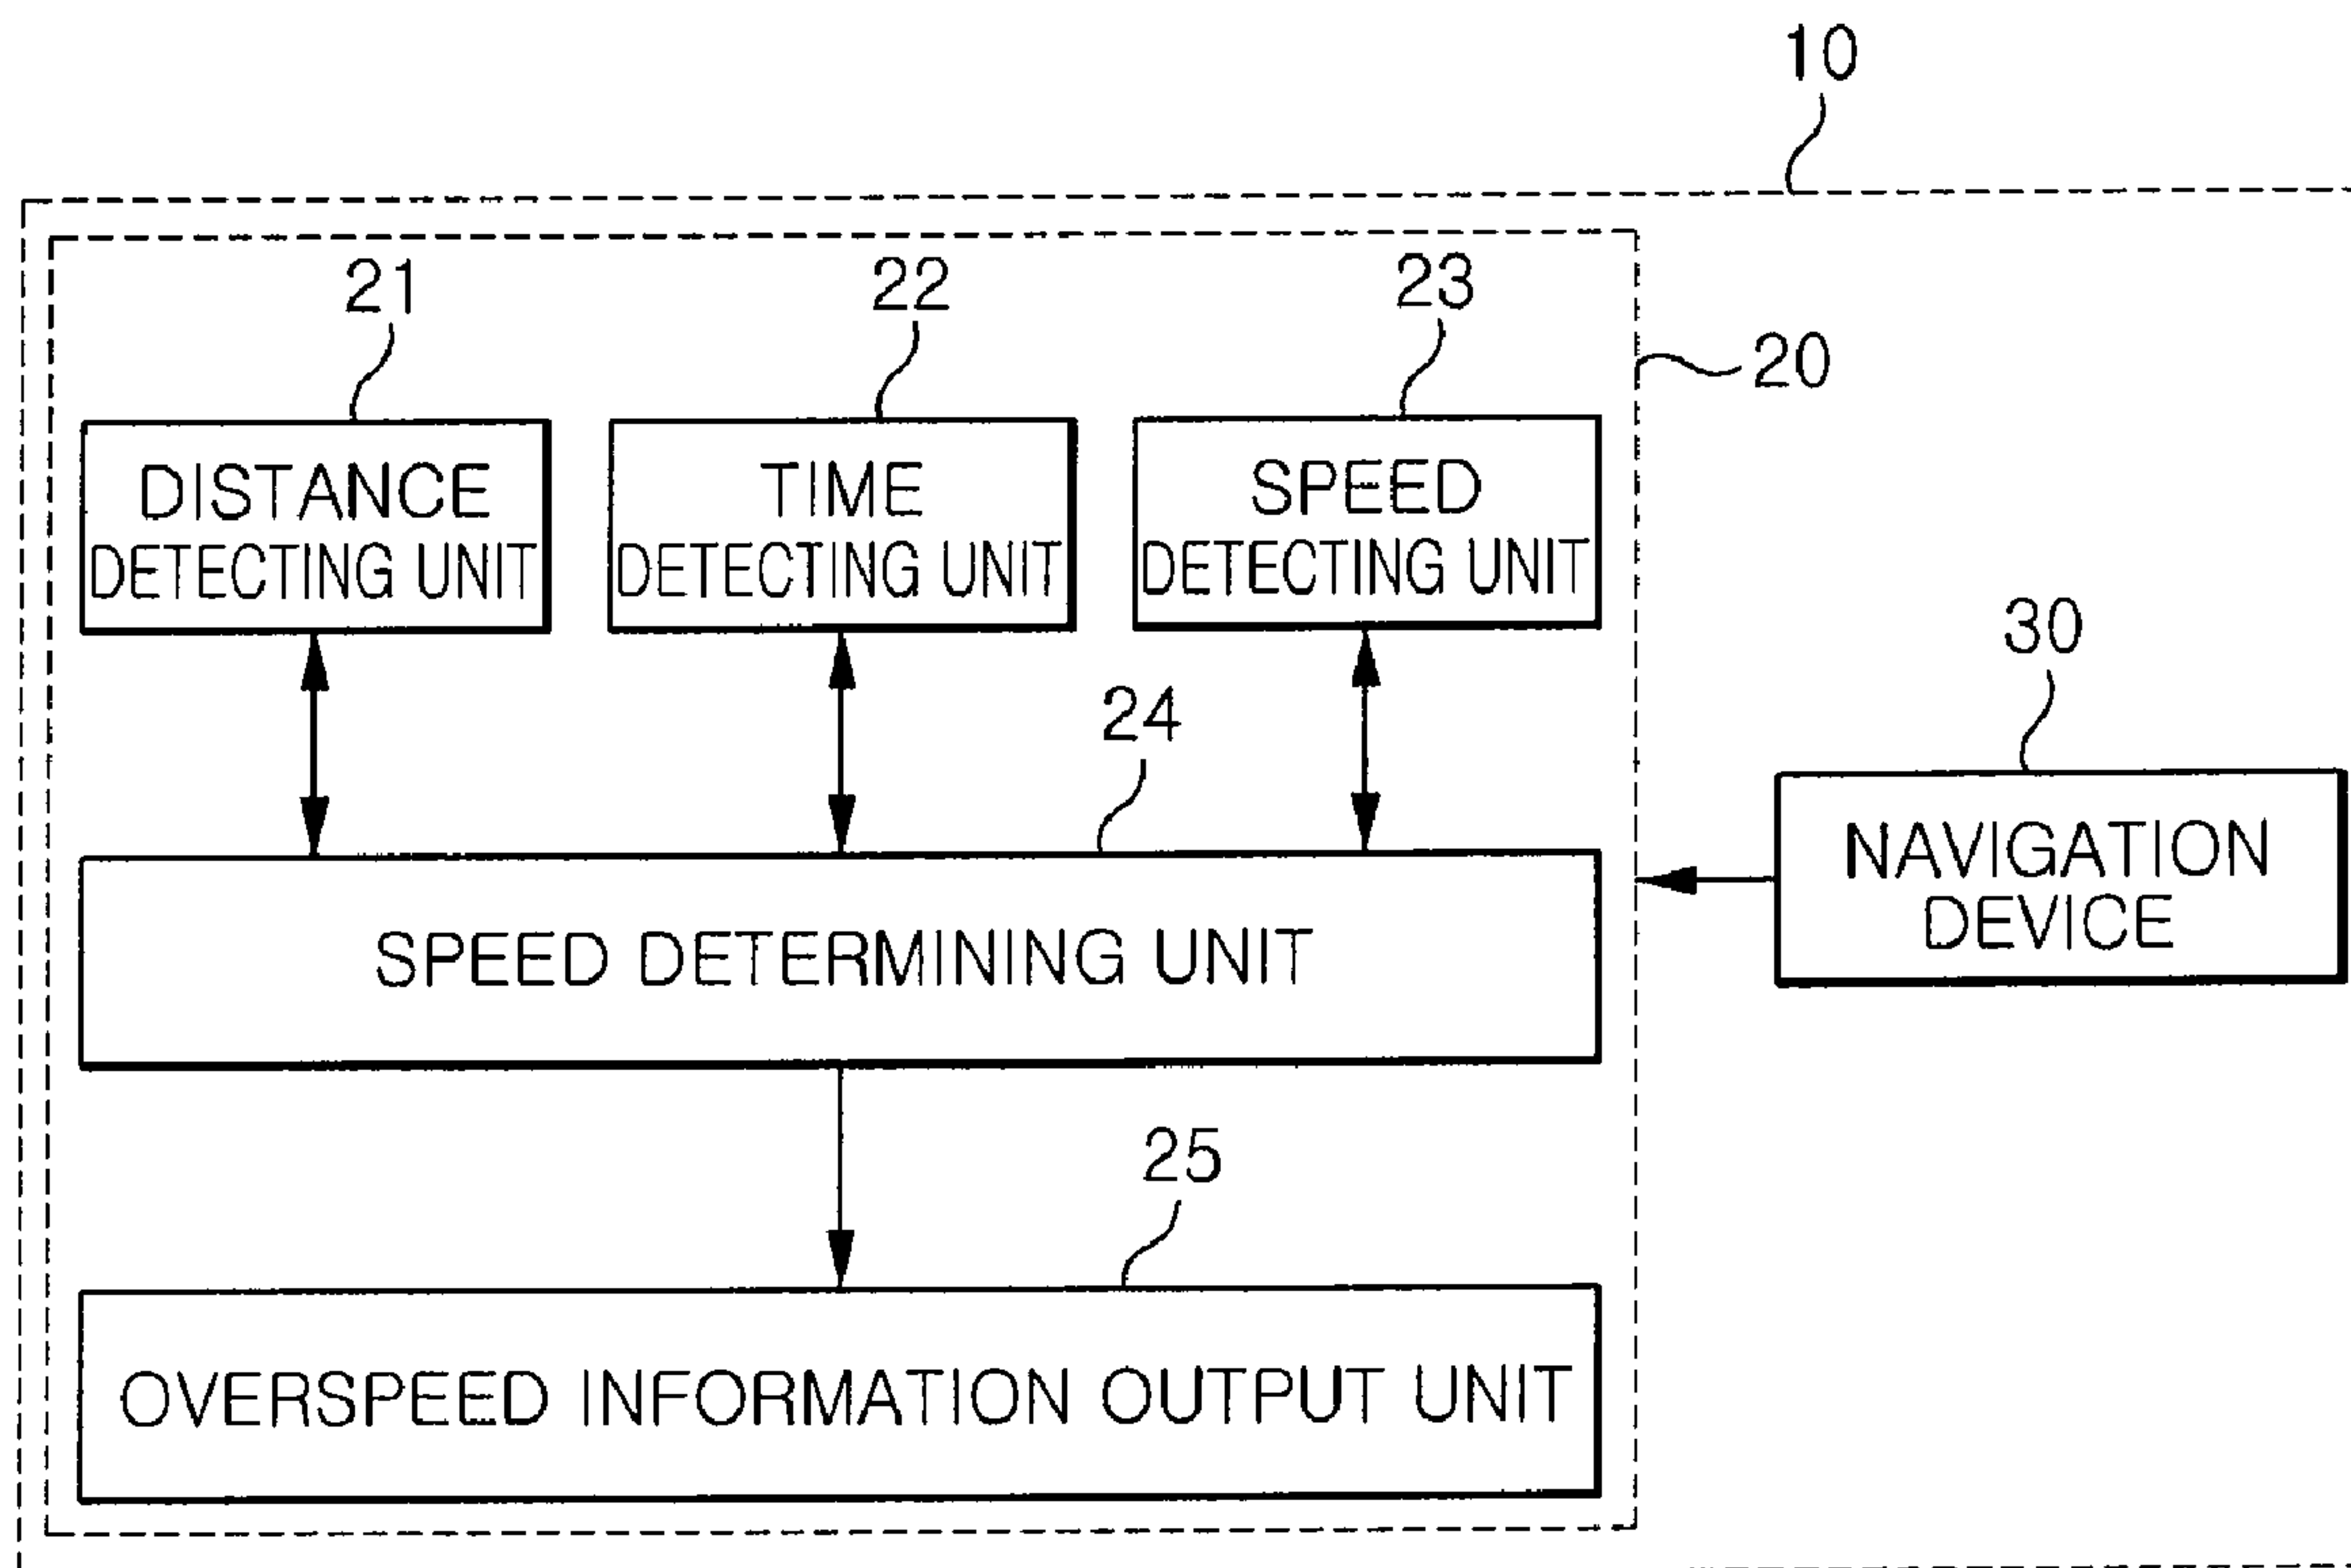 10
21
22
23
20
DISTANCE
DETECTING UNIT
TIME
DETECTING UNIT
SPEED
DETECTING UNIT
30
24
NAVIGATION
DEVICE
SPEED DETERMINING UNIT
25
OVERSPEED INFORMATION OUTPUT UNIT